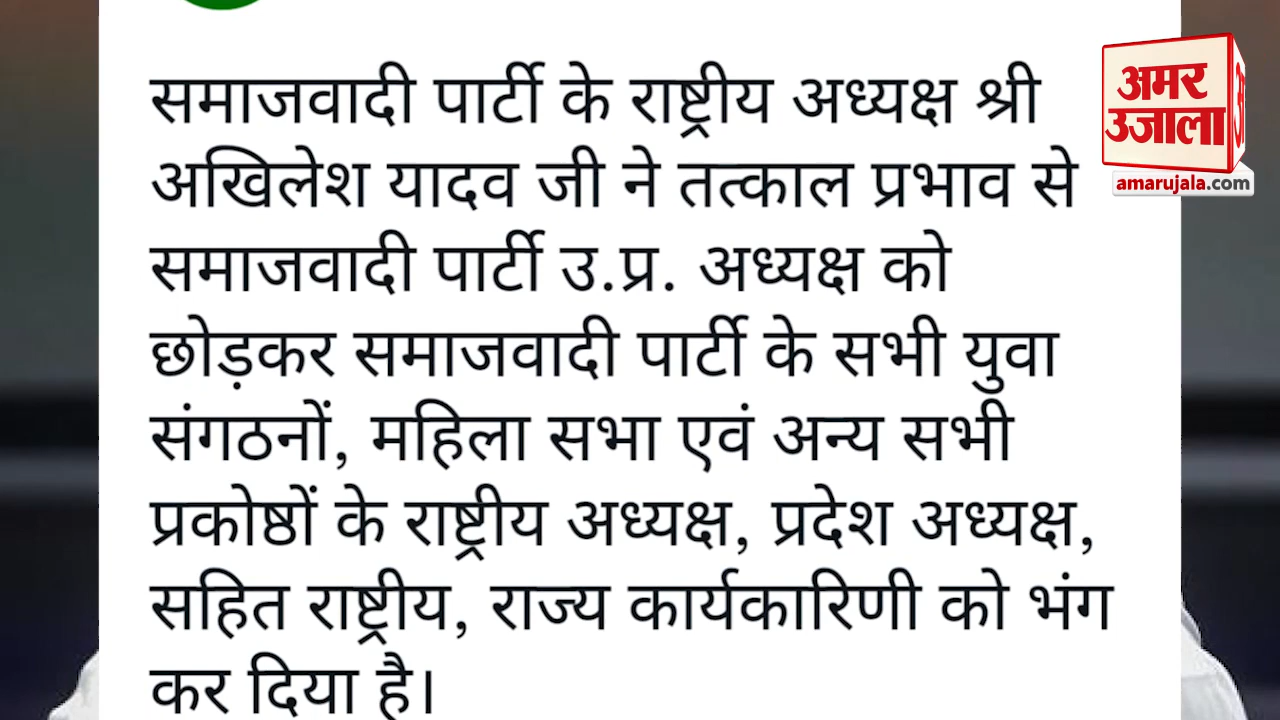 समाजवादी पार्टी के राष्ट्रीय अध्यक्ष श्री
अखिलेश यादव जी ने तत्काल प्रभाव से
समाजवादी पार्टी उ.प्र. अध्यक्ष को
छोड़कर समाजवादी पार्टी के सभी युवा
संगठनों, महिला सभा एवं अन्य सभी
प्रकोष्ठों के राष्ट्रीय अध्यक्ष, प्रदेश अध्यक्ष,
सहित राष्ट्रीय, राज्य कार्यकारिणी को भंग
कर दिया है।
अमर
उजाला
amarujala.com